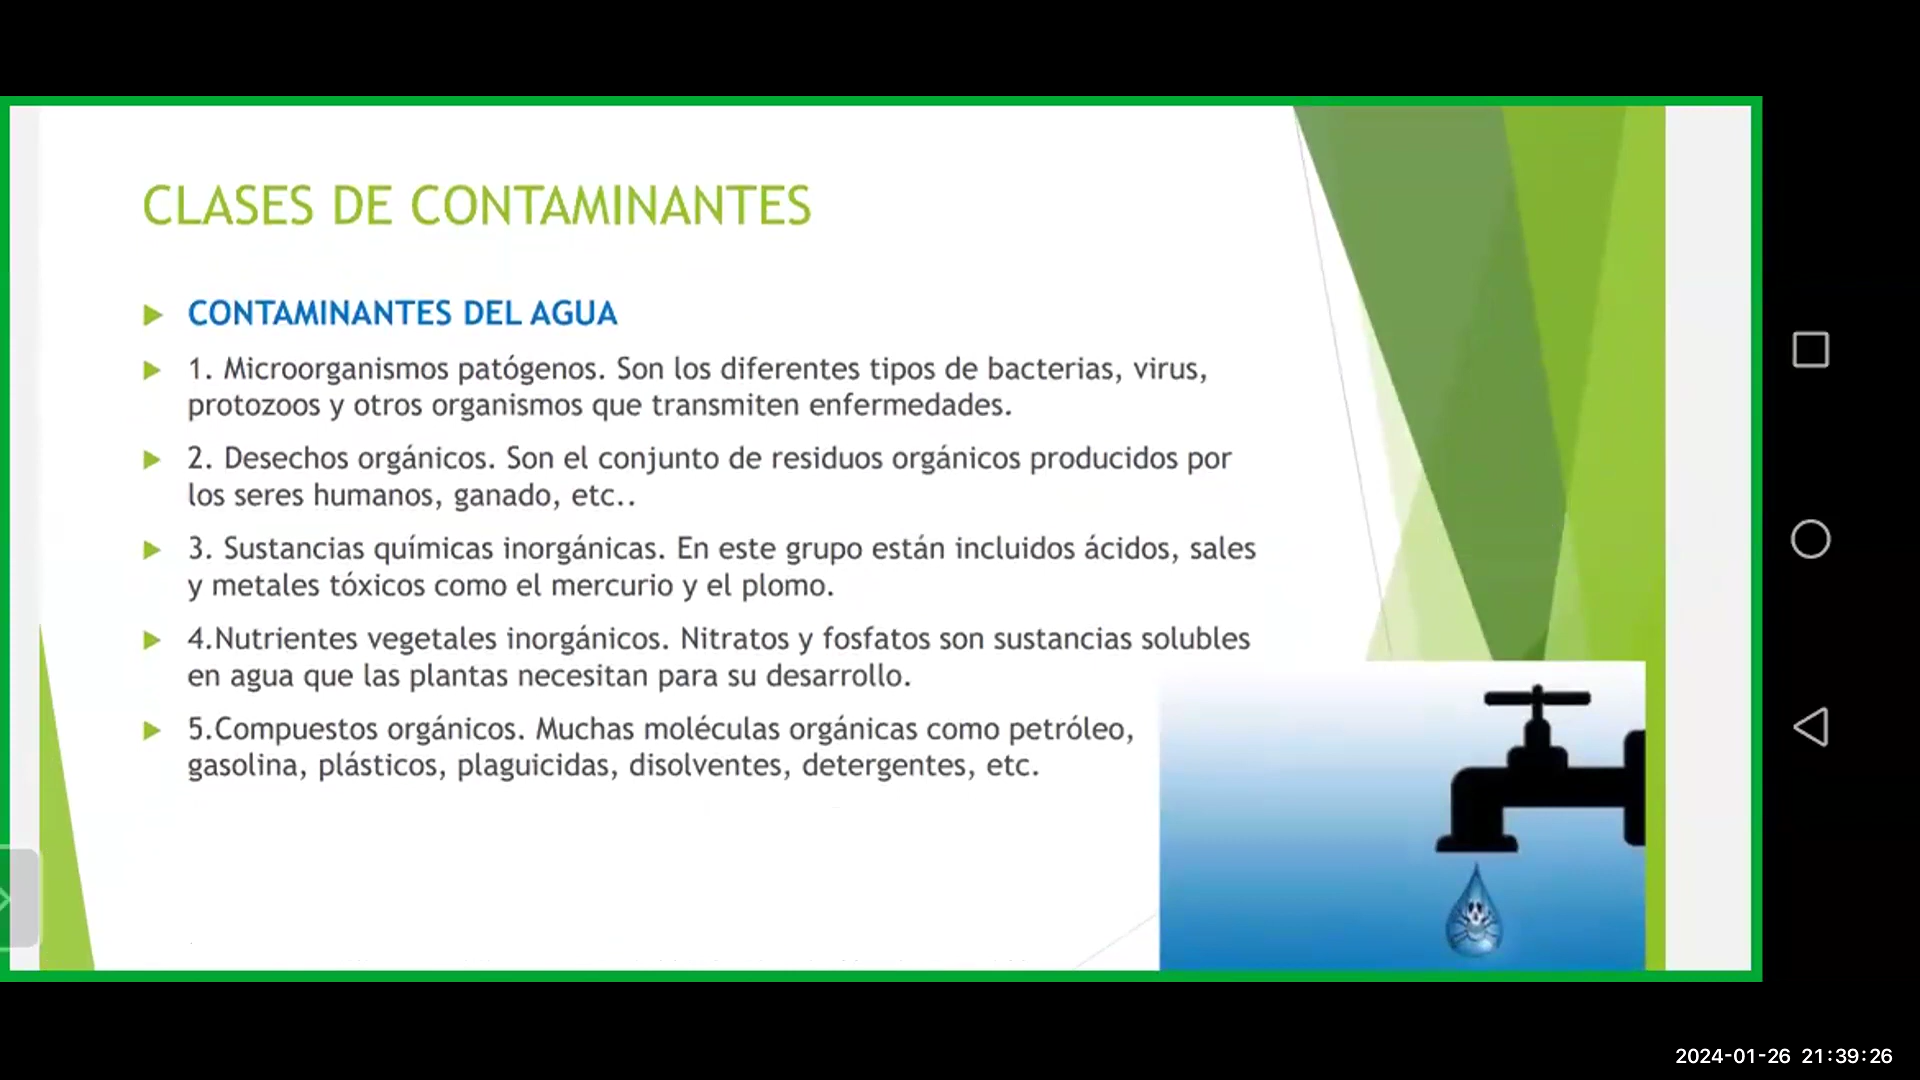 CLASES DE CONTAMINANTES
CONTAMINANTES DEL AGUA
1. Microorganismos patógenos. Son los diferentes tipos de bacterias, virus,
protozoos y otros organismos que transmiten enfermedades.
2. Desechos orgánicos. Son el conjunto de residuos orgánicos producidos por
los seres humanos, ganado, etc..
3. Sustancias químicas inorgánicas. En este grupo están incluidos ácidos, sales
y metales tóxicos como el mercurio y el plomo.
4.Nutrientes vegetales inorgánicos. Nitratos y fosfatos son sustancias solubles
en agua que las plantas necesitan para su desarrollo.
5.Compuestos orgánicos. Muchas moléculas orgánicas como petróleo,
gasolina, plásticos, plaguicidas, disolventes, detergentes, etc.
2024-01-26 21:39:26